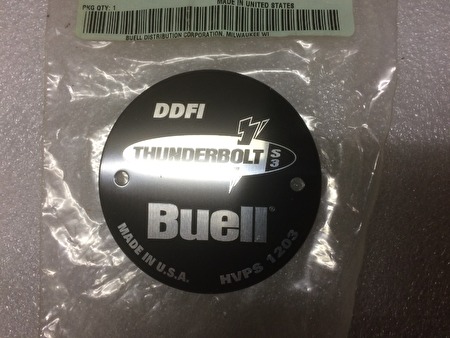 PKG QTY: 1
MADE IN UNITED STATES
BUELL DISTRIBUTION CORPORATION, MILWAUKEE WI
DDFI
THUNDERBOLT S3
Buell®
MADE IN U.S.A.
HVPS 1203